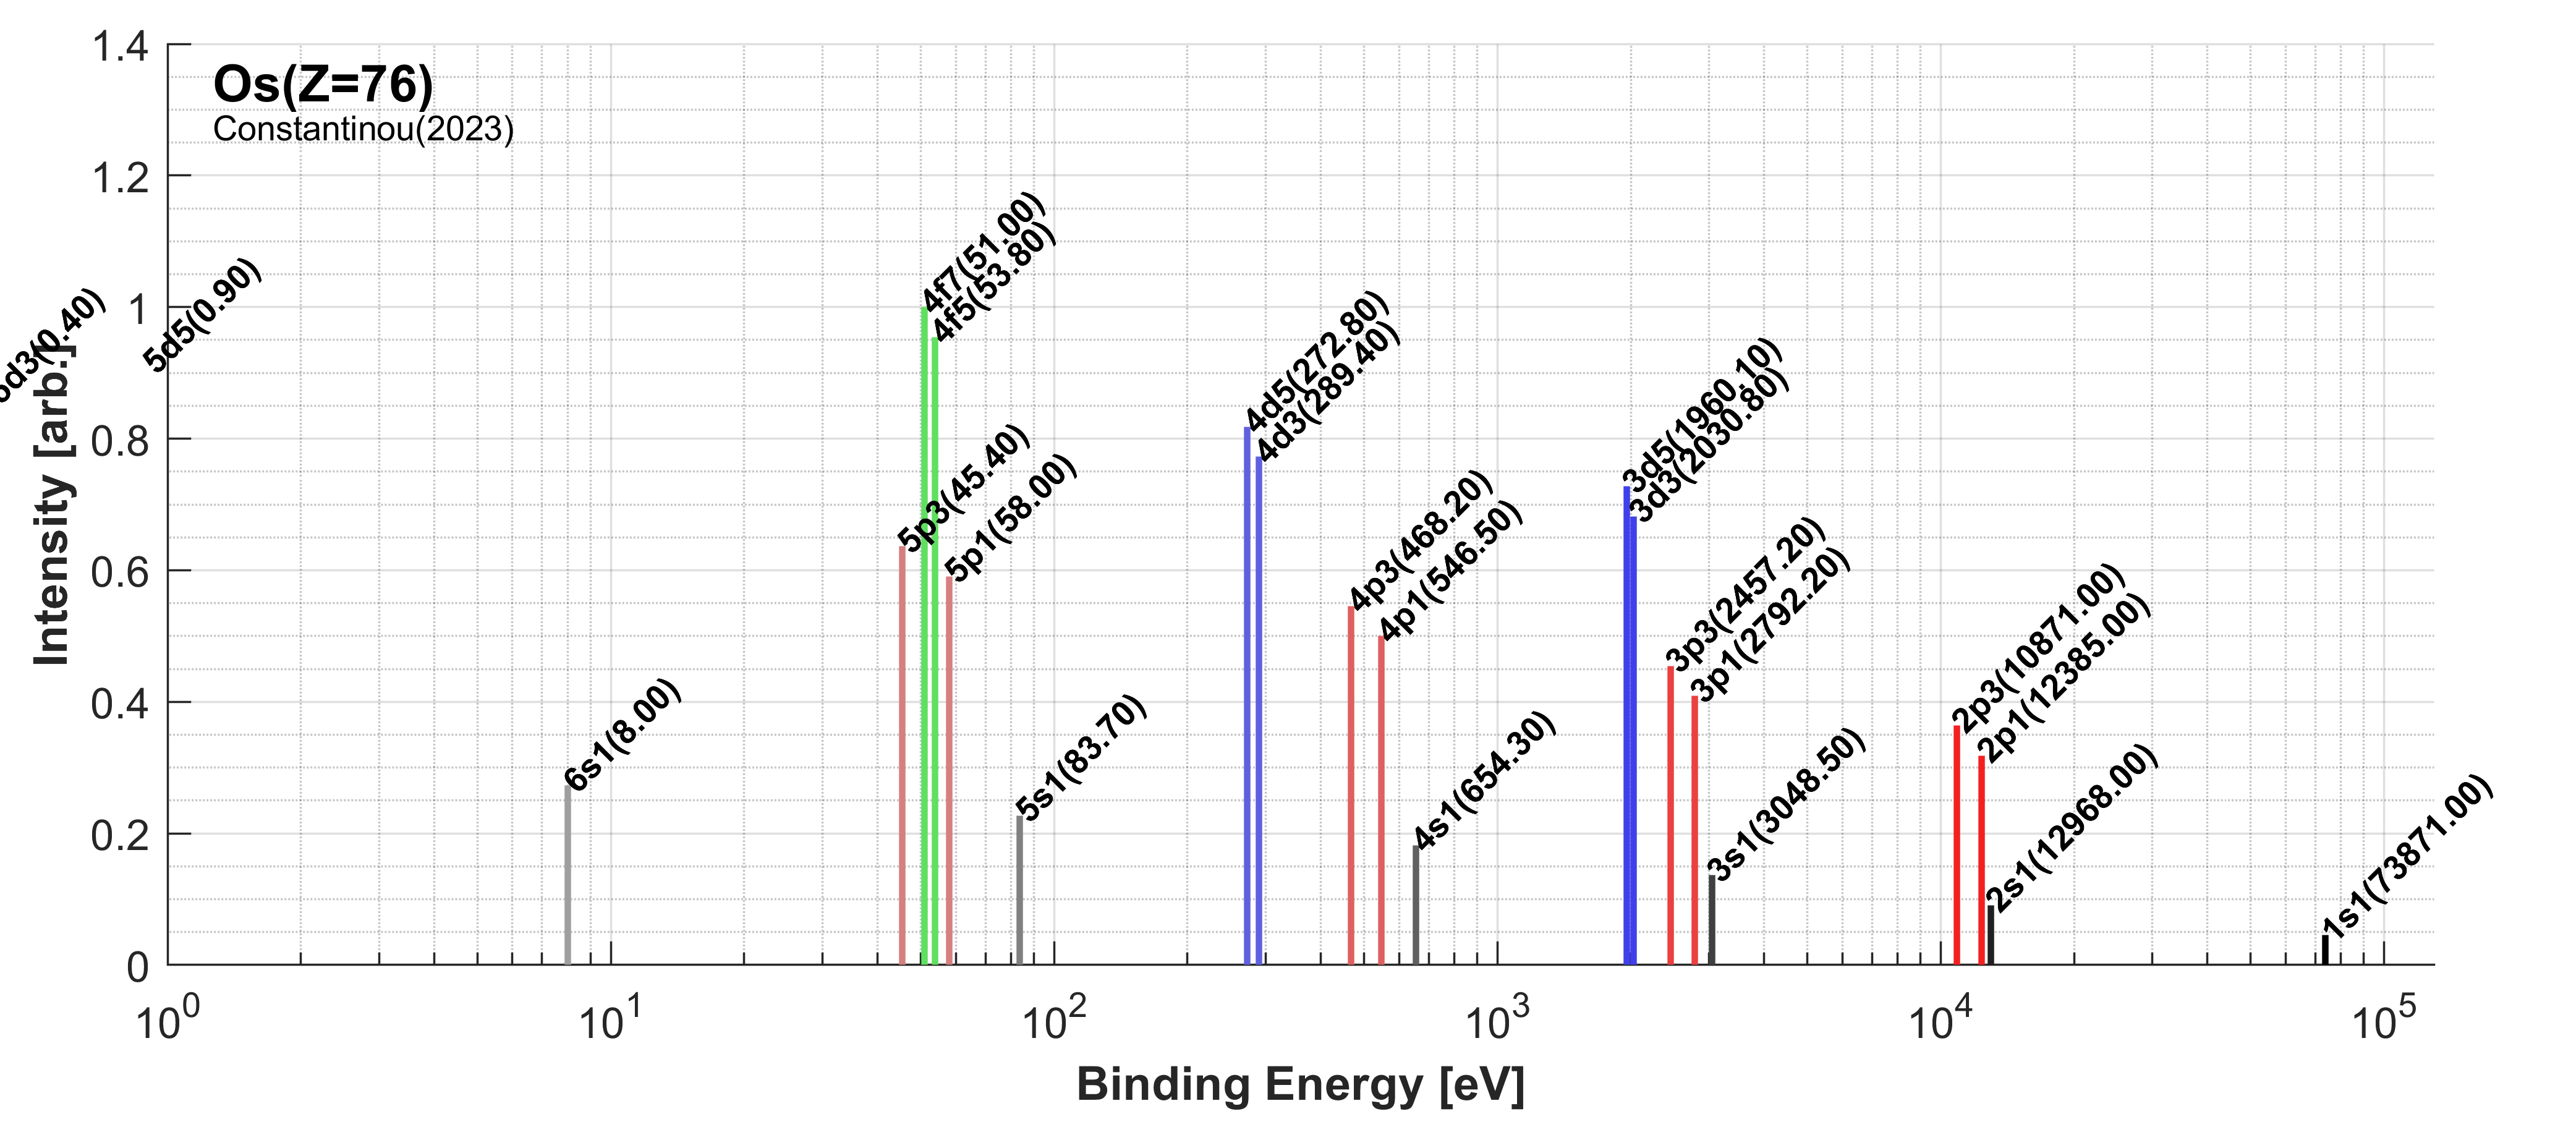 Os(Z=76)
Constantinou(2023)
Intensity [arb.]
1.4
1.2
1
0.8
0.6
0.4
0.2
0
5d3(0.40)
5d5(0.90)
6s1(8.00)
5p3(45.40)
4f7(51.00)
4f5(53.80)
5p1(58.00)
5s1(83.70)
4d5(272.80)
4d3(289.40)
4p3(468.20)
4p1(546.50)
4s1(654.30)
3d5(1960.10)
3d3(2030.80)
3p3(2457.20)
3p1(2792.20)
3s1(3048.50)
2p3(10871.00)
2p1(12385.00)
2s1(12968.00)
1s1(73871.00)
10^0 10^1 10^2 10^3 10^4 10^5
Binding Energy [eV]